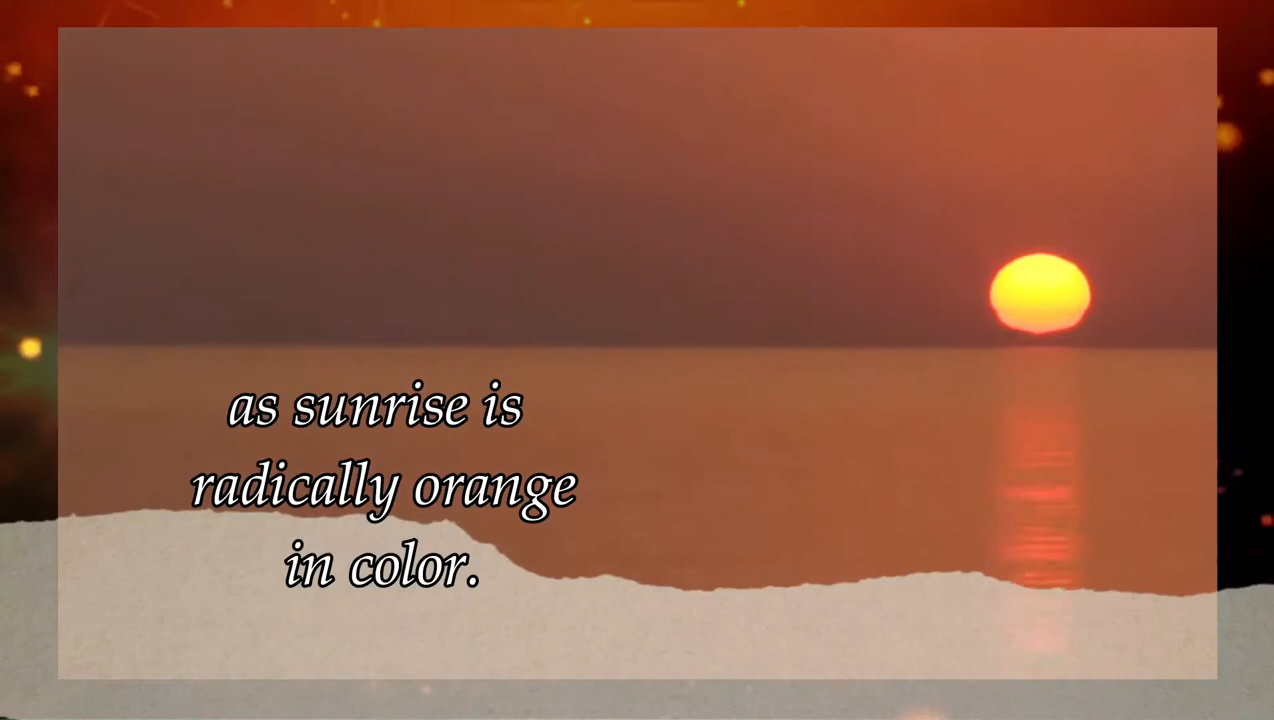 as sunrise is
radically orange
in color.